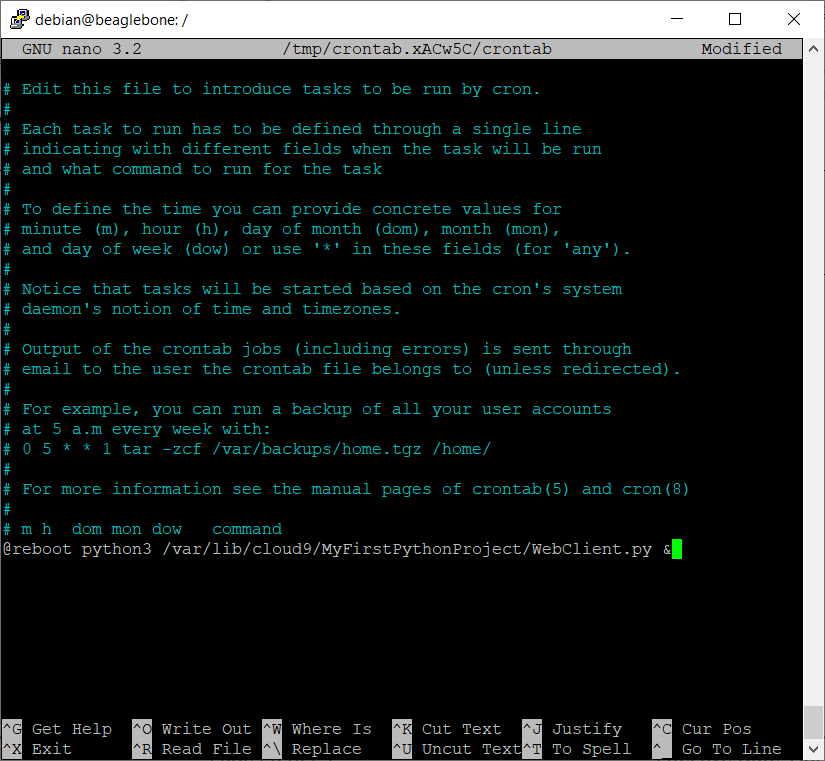 debian@beaglebone: /
GNU nano 3.2 /tmp/crontab.xACw5C/crontab Modified
# Edit this file to introduce tasks to be run by cron.
#
# Each task to run has to be defined through a single line
# indicating with different fields when the task will be run
# and what command to run for the task
#
# To define the time you can provide concrete values for
# minute (m), hour (h), day of month (dom), month (mon),
# and day of week (dow) or use '*' in these fields (for 'any').
#
# Notice that tasks will be started based on the cron's system
# daemon's notion of time and timezones.
#
# Output of the crontab jobs (including errors) is sent through
# email to the user the crontab file belongs to (unless redirected).
#
# For example, you can run a backup of all your user accounts
# at 5 a.m every week with:
# 0 5 * * 1 tar -zcf /var/backups/home.tgz /home/
#
# For more information see the manual pages of crontab(5) and cron(8)
#
# m h  dom mon dow   command
@reboot python3 /var/lib/cloud9/MyFirstPythonProject/WebClient.py &
^G Get Help ^O Write Out ^W Where Is ^K Cut Text ^J Justify ^C Cur Pos
^X Exit ^R Read File ^\ Replace ^U Uncut Text ^T To Spell ^_ Go To Line